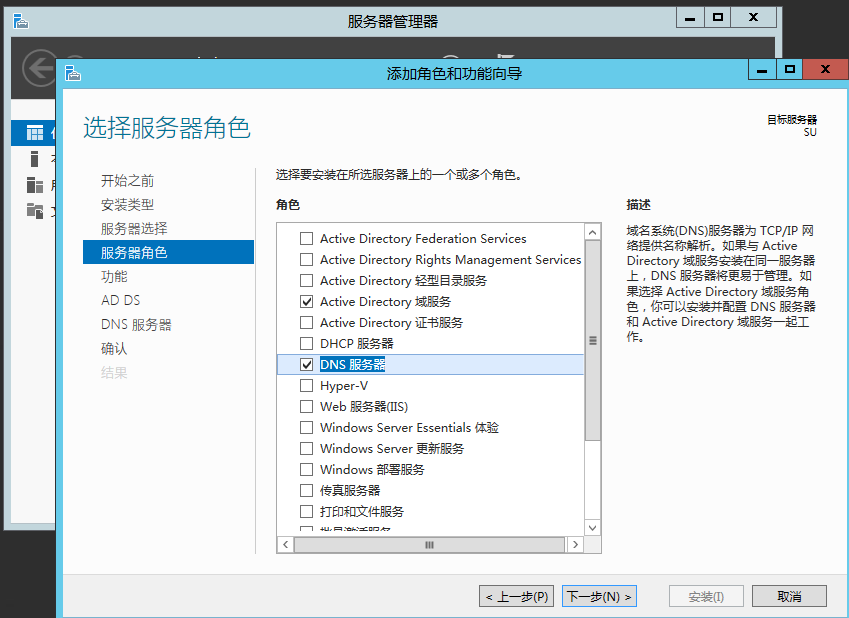 服务器管理器
添加角色和功能向导
选择服务器角色
目标服务器
SU
开始之前
安装类型
服务器选择
服务器角色
功能
AD DS
DNS 服务器
确认
结果
选择要安装在所选服务器上的一个或多个角色。
角色
Active Directory Federation Services
Active Directory Rights Management Services
Active Directory 轻型目录服务
Active Directory 域服务
Active Directory 证书服务
DHCP 服务器
DNS 服务器
Hyper-V
Web 服务器(IIS)
Windows Server Essentials 体验
Windows Server 更新服务
Windows 部署服务
传真服务器
打印和文件服务
批量激活服务
描述
域名系统(DNS)服务器为 TCP/IP 网
络提供名称解析。如果与 Active
Directory 域服务安装在同一服务器
上，DNS 服务器将更易于管理。如
果选择 Active Directory 域服务角
色，你可以安装并配置 DNS 服务器
和 Active Directory 域服务一起工
作。
< 上一步(P)
下一步(N) >
安装(I)
取消